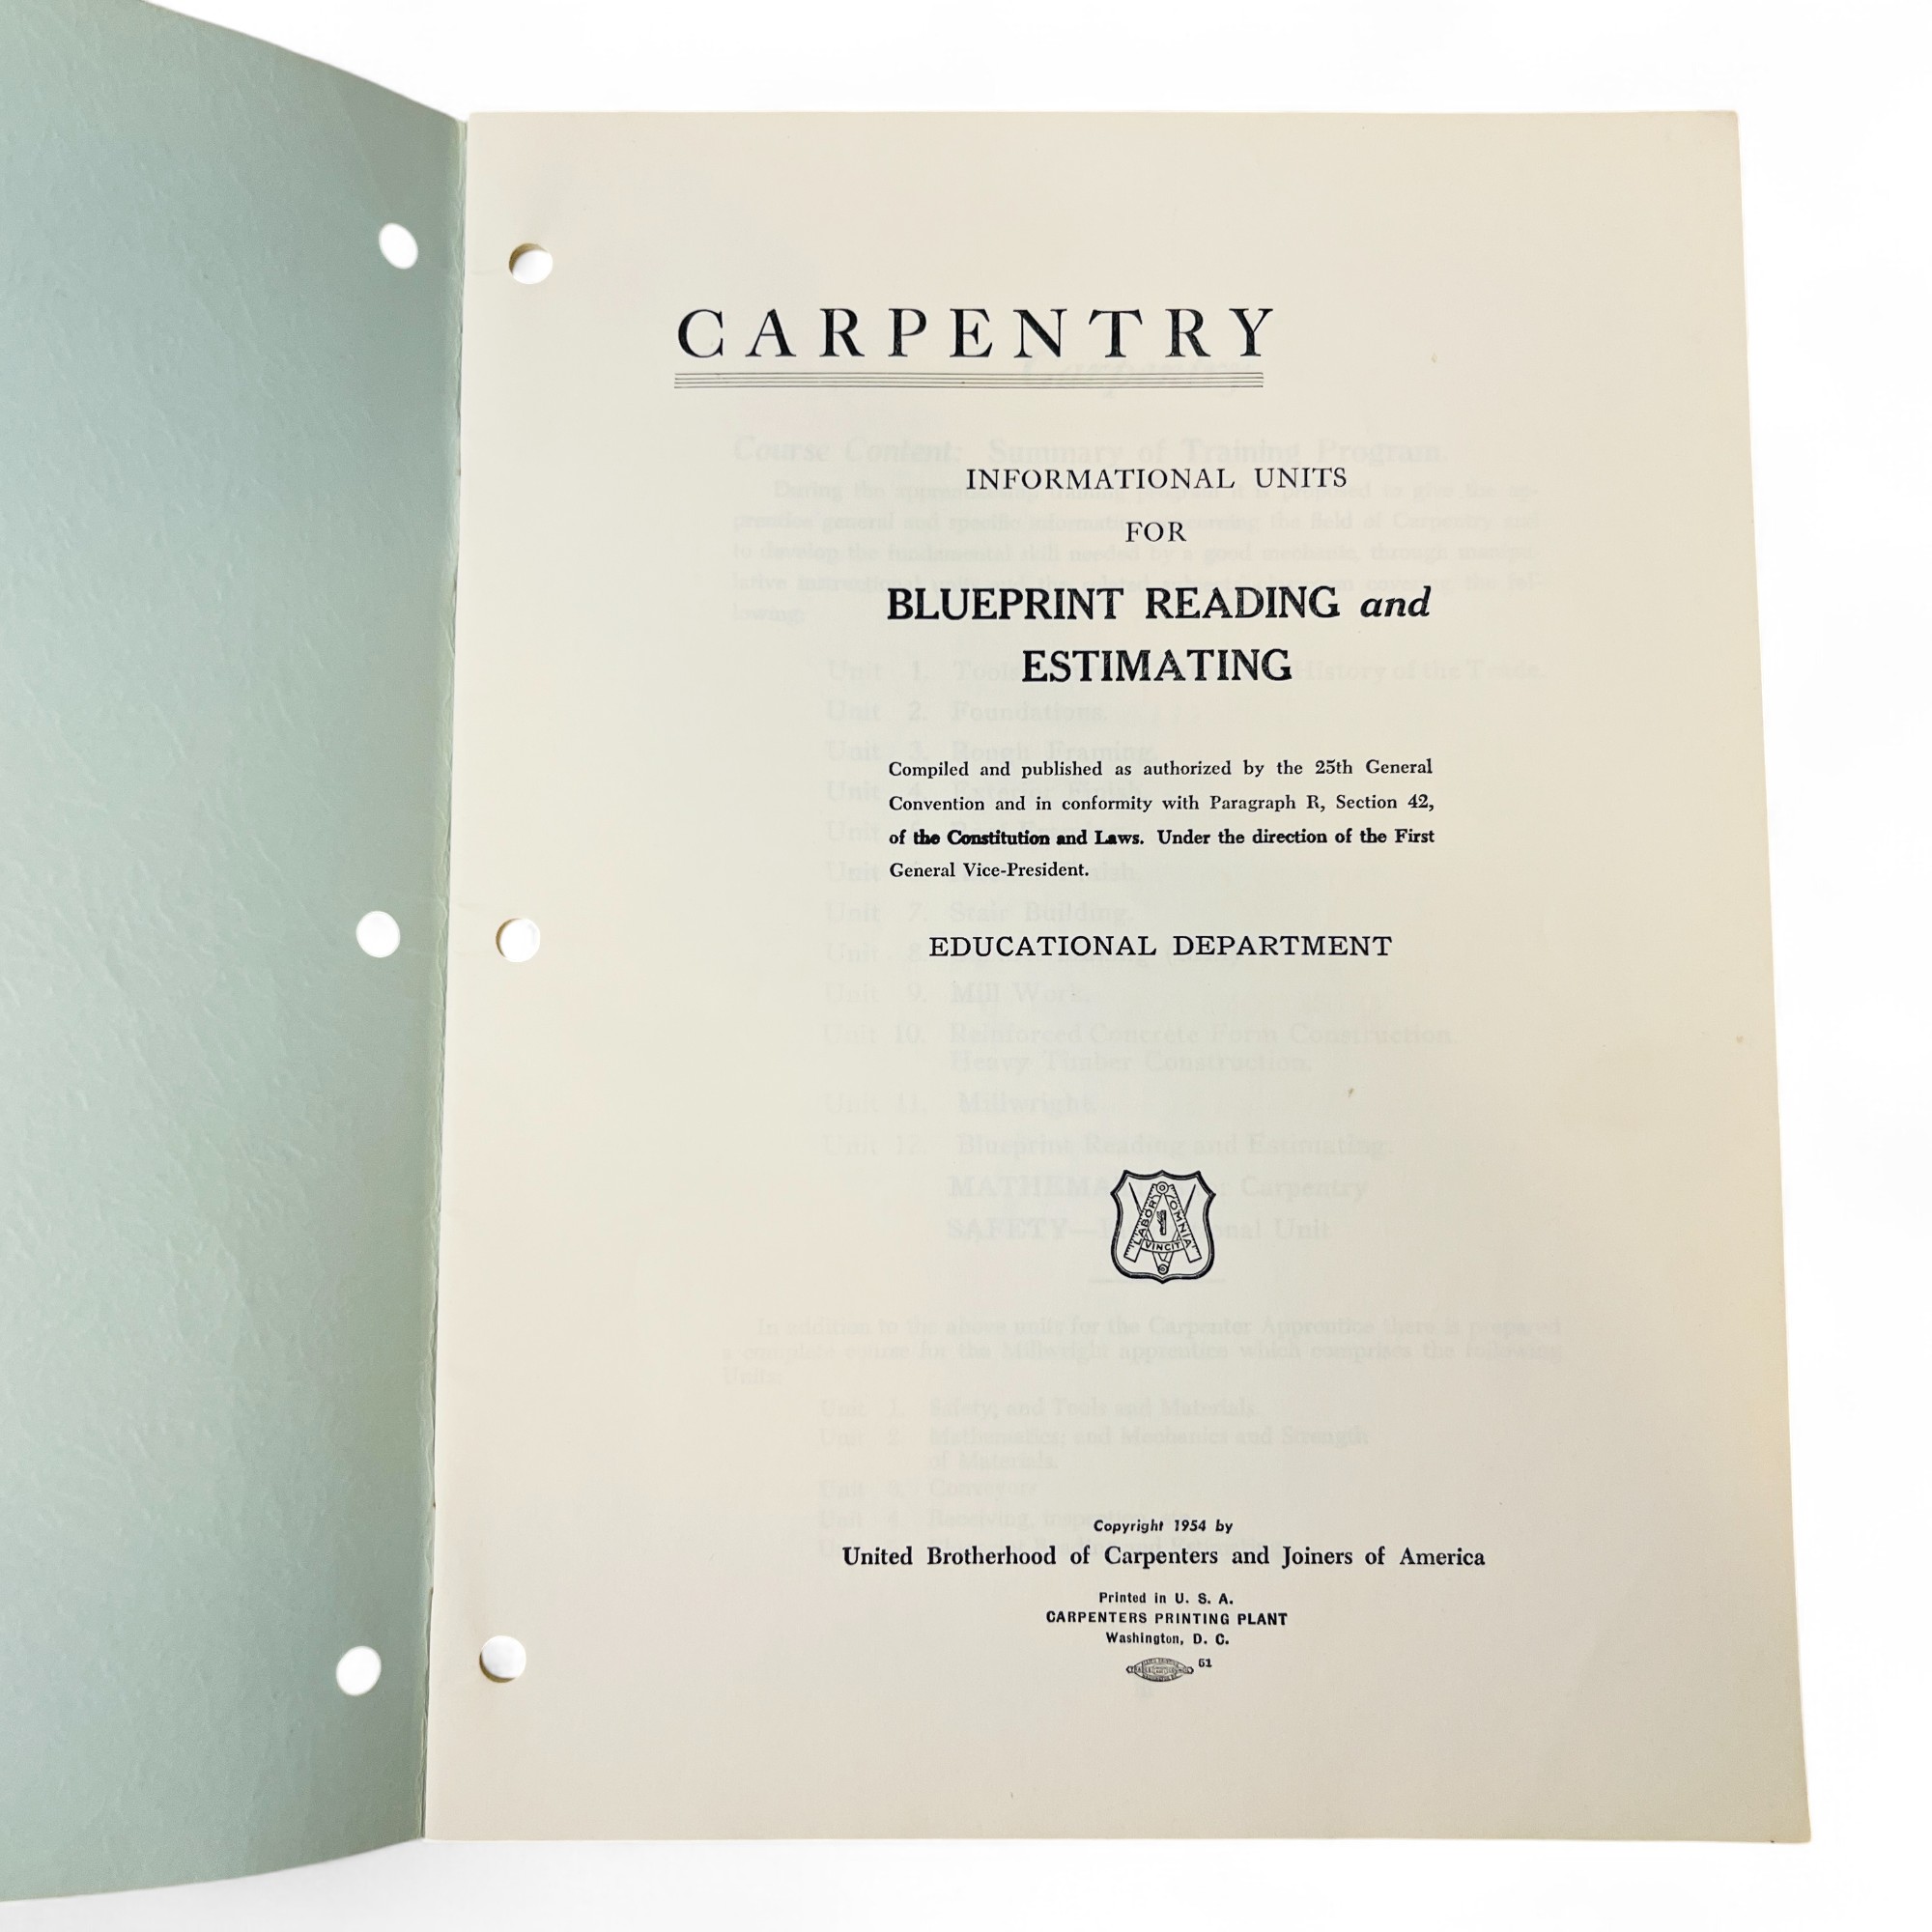 CARPENTRY
INFORMATIONAL UNITS
FOR
BLUEPRINT READING and
ESTIMATING
Compiled and published as authorized by the 25th General
Convention and in conformity with Paragraph R, Section 42,
of the Constitution and Laws. Under the direction of the First
General Vice-President.
EDUCATIONAL DEPARTMENT
LABOR OMNIA
VINCIT
Copyright 1954 by
United Brotherhood of Carpenters and Joiners of America
Printed in U. S. A.
CARPENTERS PRINTING PLANT
Washington, D. C.
61